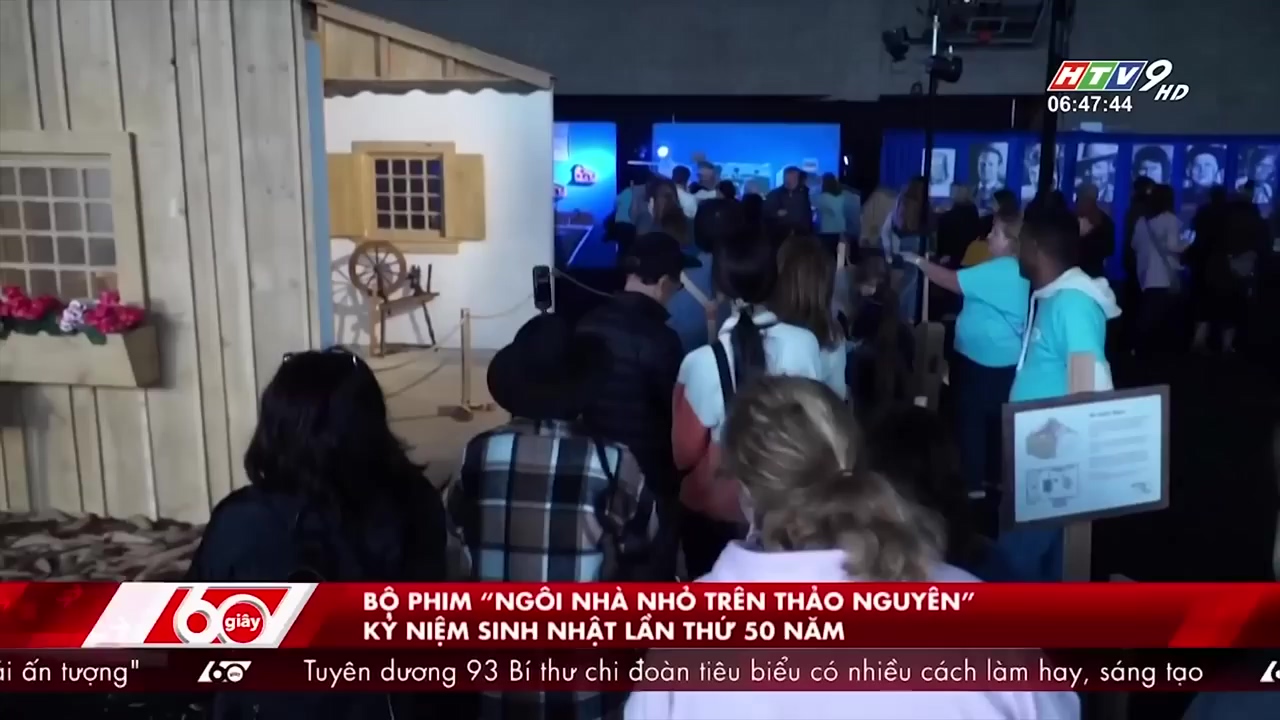 HTV9 HD
06:47:44
60 giây
BỘ PHIM “NGÔI NHÀ NHỎ TRÊN THẢO NGUYÊN”
KỶ NIỆM SINH NHẬT LẦN THỨ 50 NĂM
ấn tượng" 60 giây Tuyên dương 93 Bí thư chi đoàn tiêu biểu có nhiều cách làm hay, sáng tạo